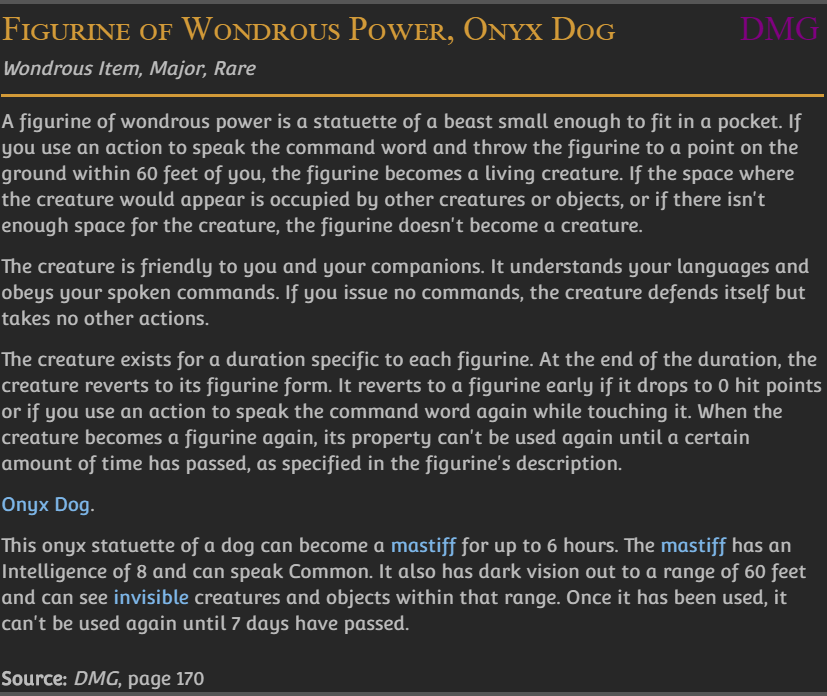 Figurine of Wondrous Power, Onyx Dog DMG
Wondrous Item, Major, Rare
A figurine of wondrous power is a statuette of a beast small enough to fit in a pocket. If
you use an action to speak the command word and throw the figurine to a point on the
ground within 60 feet of you, the figurine becomes a living creature. If the space where
the creature would appear is occupied by other creatures or objects, or if there isn't
enough space for the creature, the figurine doesn't become a creature.
The creature is friendly to you and your companions. It understands your languages and
obeys your spoken commands. If you issue no commands, the creature defends itself but
takes no other actions.
The creature exists for a duration specific to each figurine. At the end of the duration, the
creature reverts to its figurine form. It reverts to a figurine early if it drops to 0 hit points
or if you use an action to speak the command word again while touching it. When the
creature becomes a figurine again, its property can't be used again until a certain
amount of time has passed, as specified in the figurine's description.
Onyx Dog.
This onyx statuette of a dog can become a mastiff for up to 6 hours. The mastiff has an
Intelligence of 8 and can speak Common. It also has dark vision out to a range of 60 feet
and can see invisible creatures and objects within that range. Once it has been used, it
can't be used again until 7 days have passed.
Source: DMG, page 170